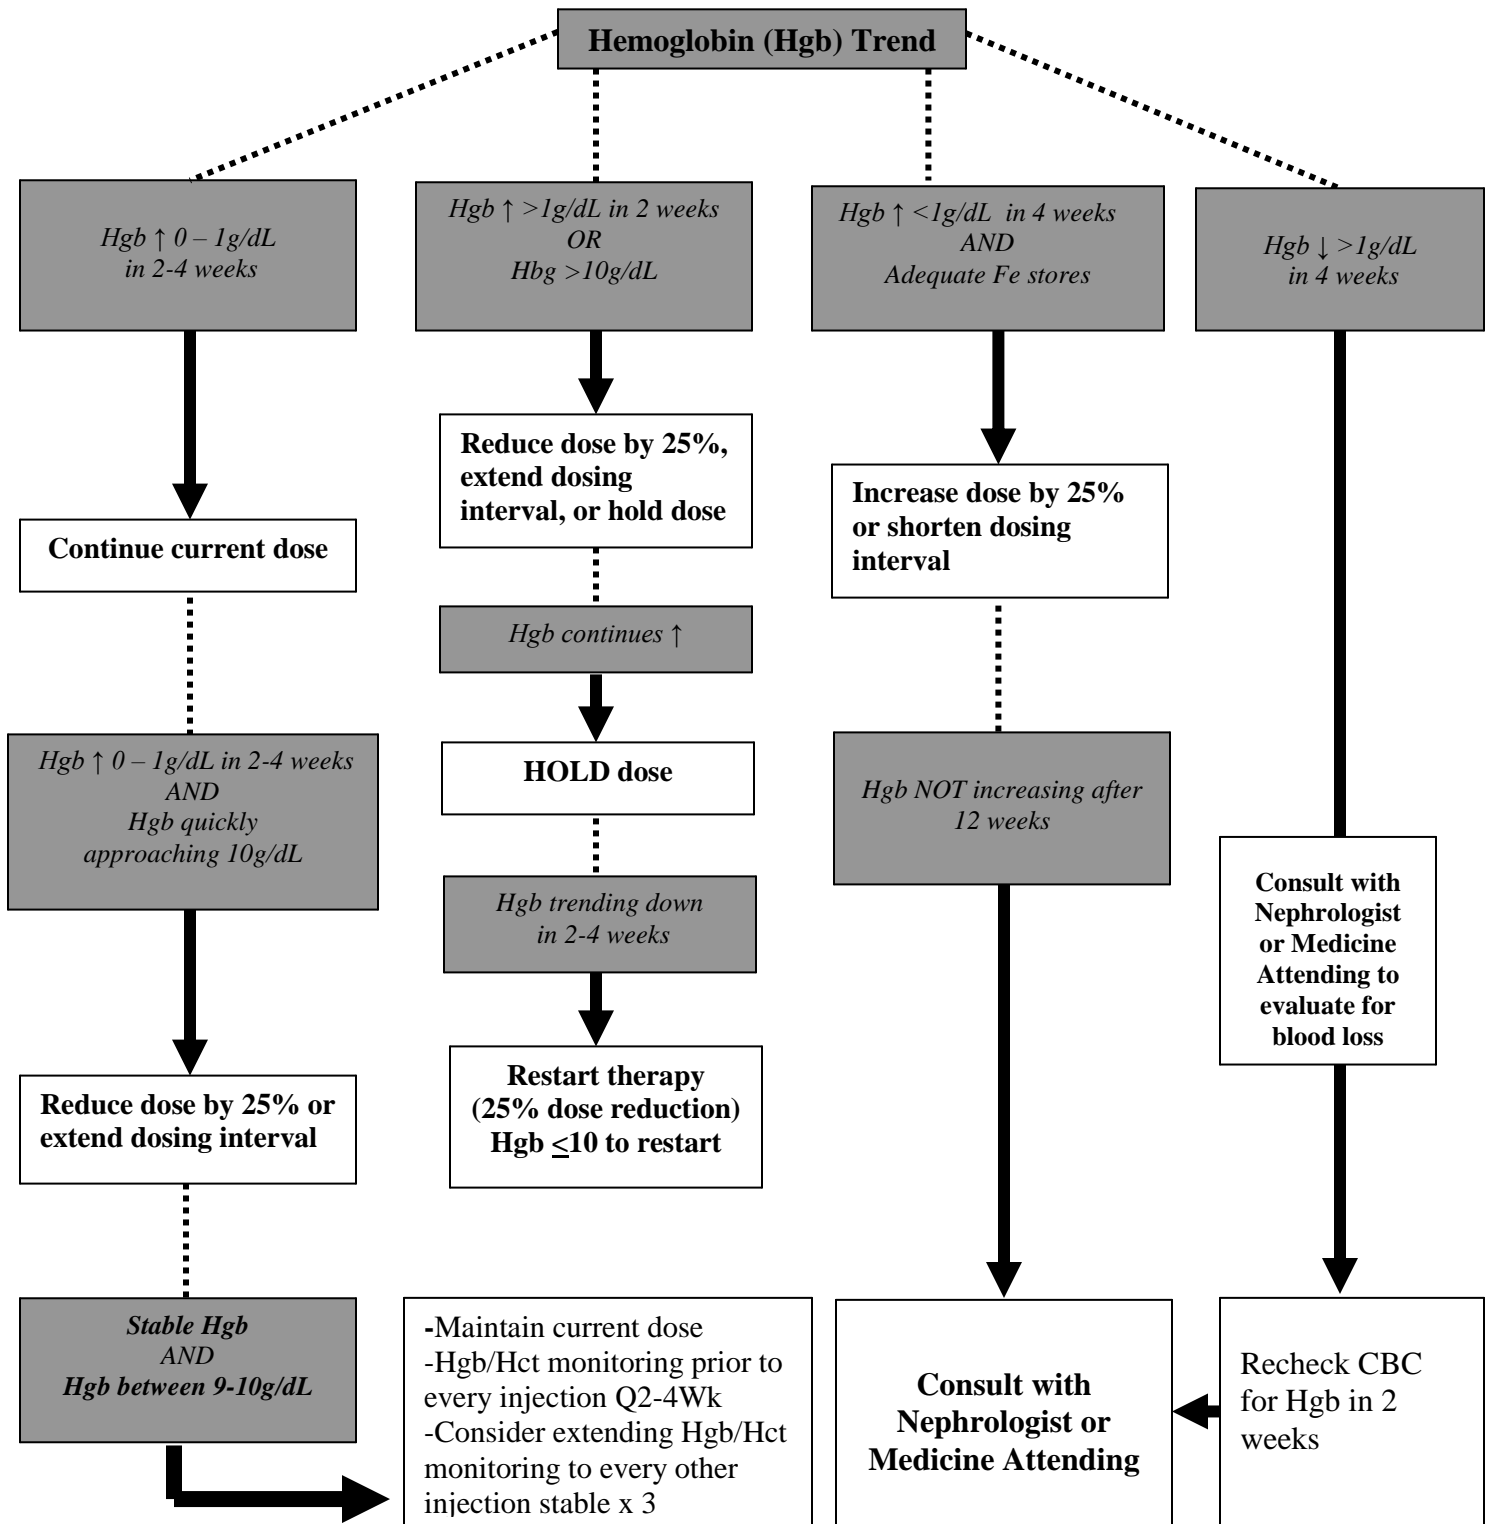 Hemoglobin (Hgb) Trend
Hgb ↑ 0 – 1g/dL
in 2-4 weeks
Continue current dose
Hgb ↑ 0 – 1g/dL in 2-4 weeks
AND
Hgb quickly
approaching 10g/dL
Reduce dose by 25% or
extend dosing interval
Stable Hgb
AND
Hgb between 9-10g/dL
-Maintain current dose
-Hgb/Hct monitoring prior to
every injection Q2-4Wk
-Consider extending Hgb/Hct
monitoring to every other
injection stable x 3
Hgb ↑ >1g/dL in 2 weeks
OR
Hbg >10g/dL
Reduce dose by 25%,
extend dosing
interval, or hold dose
Hgb continues ↑
HOLD dose
Hgb trending down
in 2-4 weeks
Restart therapy
(25% dose reduction)
Hgb ≤10 to restart
Hgb ↑ <1g/dL in 4 weeks
AND
Adequate Fe stores
Increase dose by 25%
or shorten dosing
interval
Hgb NOT increasing after
12 weeks
Consult with
Nephrologist or
Medicine Attending
Hgb ↓ >1g/dL
in 4 weeks
Consult with
Nephrologist
or Medicine
Attending to
evaluate for
blood loss
Recheck CBC
for Hgb in 2
weeks